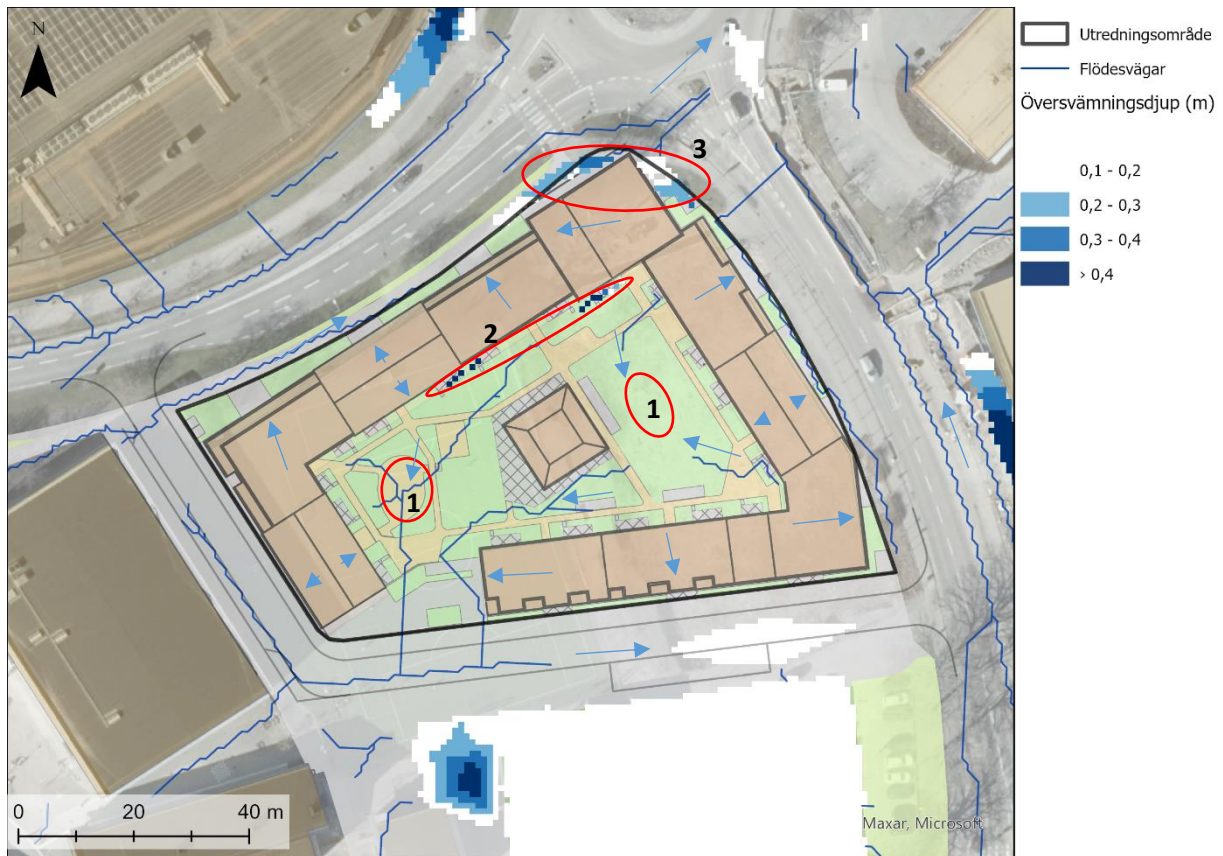 N
Utredningsområde
Flödesvägar
Översvämningsdjup (m)
0,1 - 0,2
0,2 - 0,3
0,3 - 0,4
> 0,4
3
2
1
1
0 20 40 m
Maxar, Microsoft